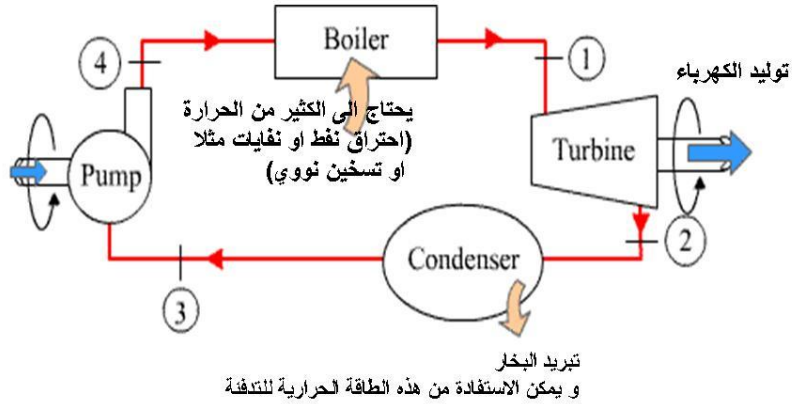 Boiler
4
1
توليد الكهرباء
يحتاج الى الكثير من الحرارة
(احتراق نفط او نفايات مثلا
او تسخين نووي)
Turbine
Pump
2
Condenser
3
تبريد البخار
و يمكن الاستفادة من هذه الطاقة الحرارية للتدفئة